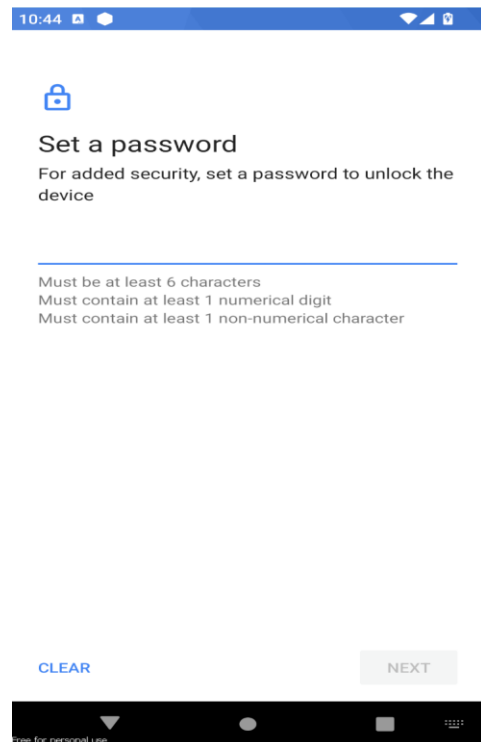 10:44
Set a password
For added security, set a password to unlock the
device
Must be at least 6 characters
Must contain at least 1 numerical digit
Must contain at least 1 non-numerical character
CLEAR
NEXT
Free for personal use